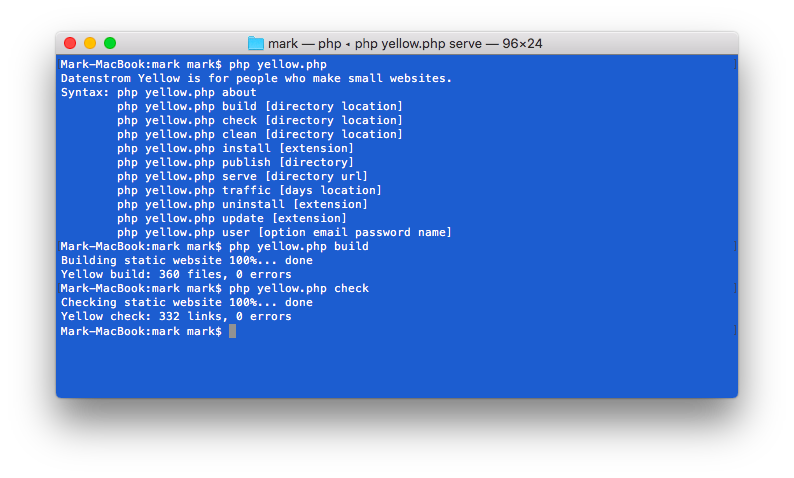 mark — php ◂ php yellow.php serve — 96×24
Mark-MacBook:mark mark$ php yellow.php
Datenstrom Yellow is for people who make small websites.
Syntax: php yellow.php about
        php yellow.php build [directory location]
        php yellow.php check [directory location]
        php yellow.php clean [directory location]
        php yellow.php install [extension]
        php yellow.php publish [directory]
        php yellow.php serve [directory url]
        php yellow.php traffic [days location]
        php yellow.php uninstall [extension]
        php yellow.php update [extension]
        php yellow.php user [option email password name]
Mark-MacBook:mark mark$ php yellow.php build
Building static website 100%... done
Yellow build: 360 files, 0 errors
Mark-MacBook:mark mark$ php yellow.php check
Checking static website 100%... done
Yellow check: 332 links, 0 errors
Mark-MacBook:mark mark$